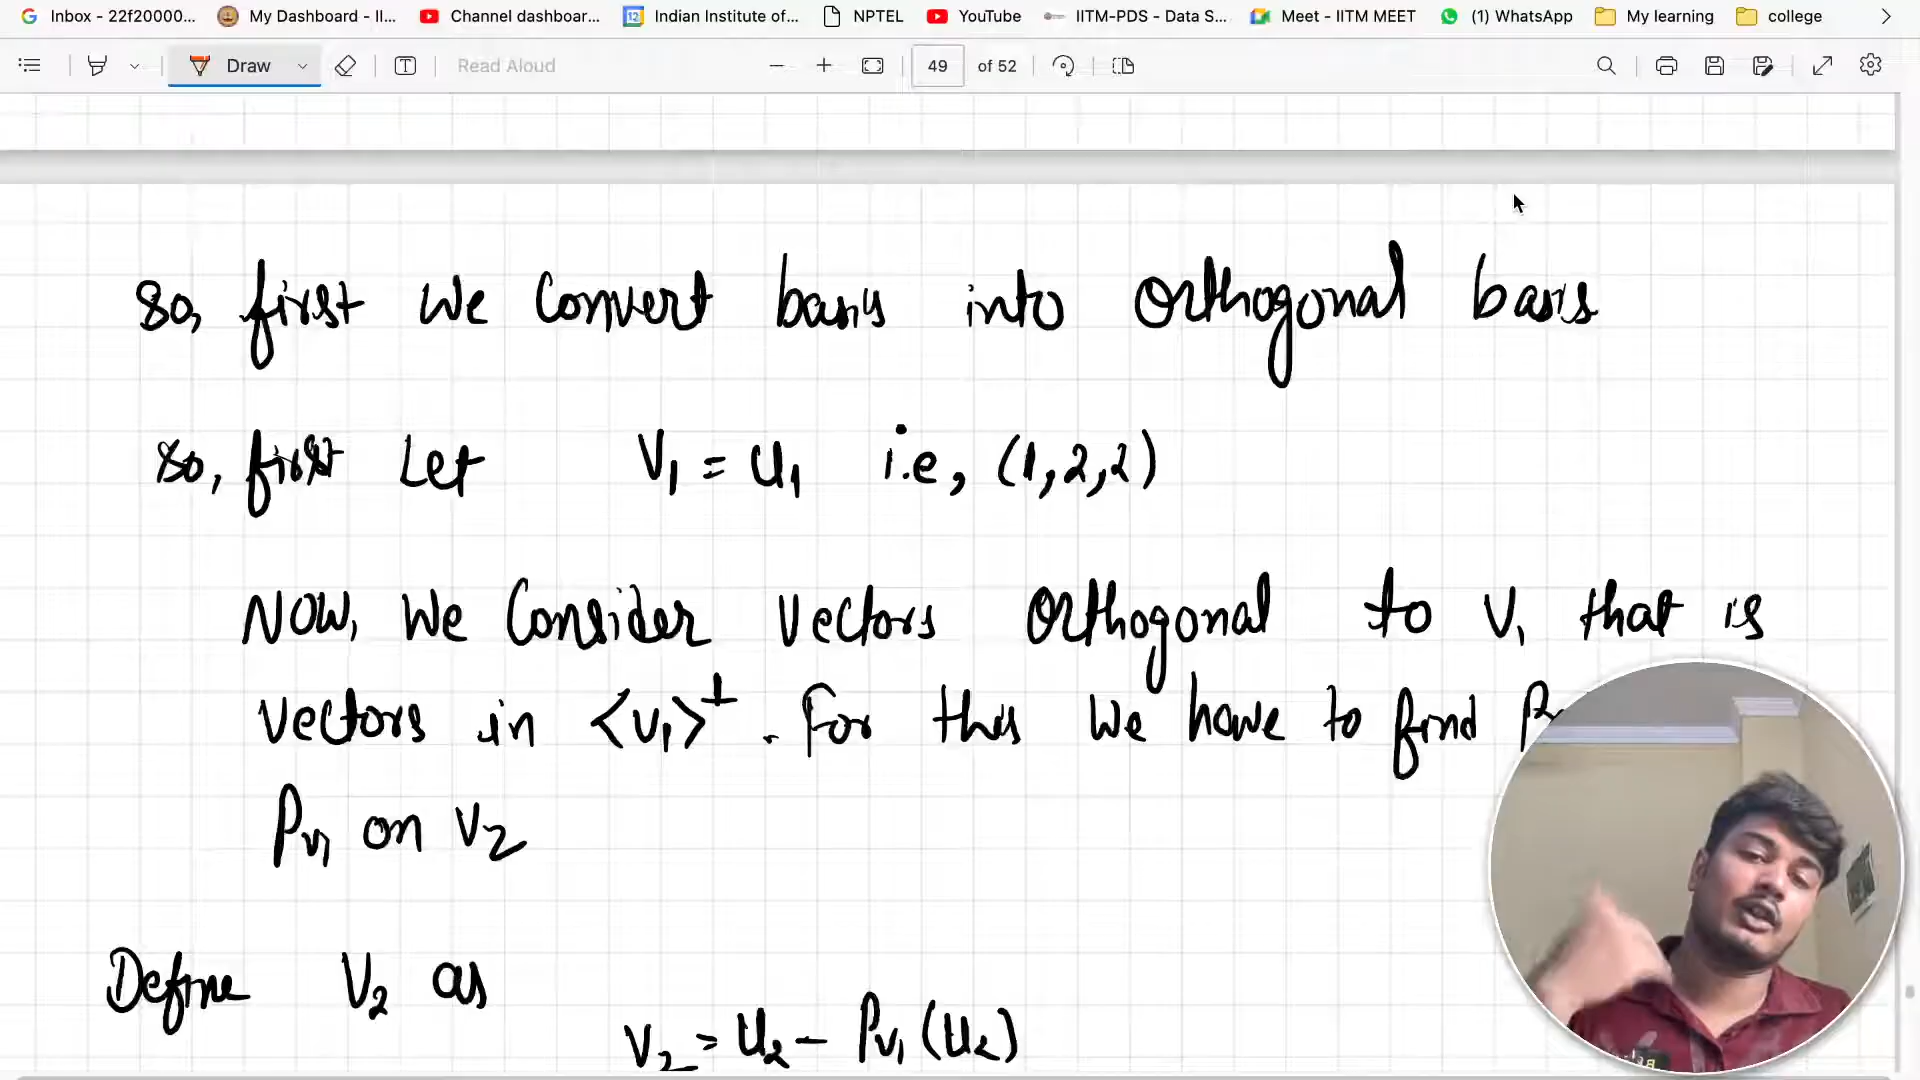 Inbox - 22f20000... My Dashboard - II... Channel dashboar... Indian Institute of... NPTEL YouTube IITM-PDS - Data S... Meet - IITM MEET (1) WhatsApp My learning college
Draw Read Aloud 49 of 52
So, first we convert basis into orthogonal basis
So, first Let V₁ = U₁ i.e, (1,2,2)
NOW, We Consider Vectors Orthogonal to V₁ that is
Vectors in <V₁>⊥. For this we have to find
Pv₁ on V₂
Define V₂ as
V₂ = U₂ - Pv₁(U₂)